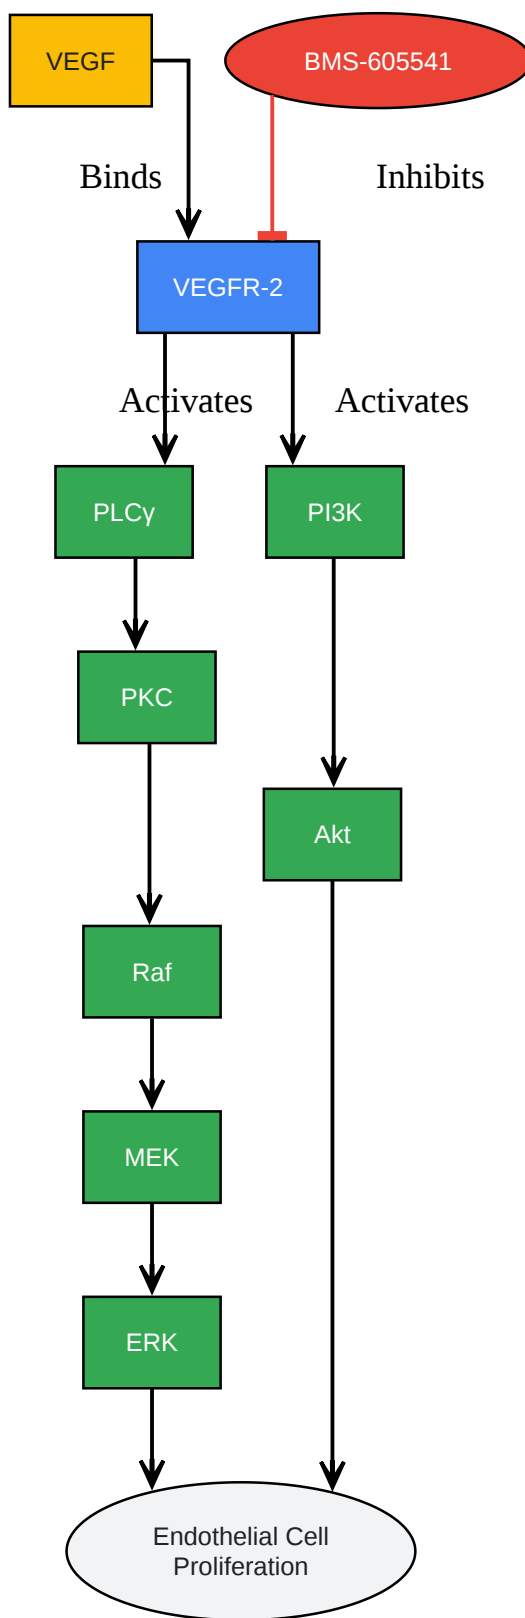 VEGF
BMS-605541
Binds
Inhibits
VEGFR-2
Activates
Activates
PLCγ
PI3K
PKC
Akt
Raf
MEK
ERK
Endothelial Cell
Proliferation